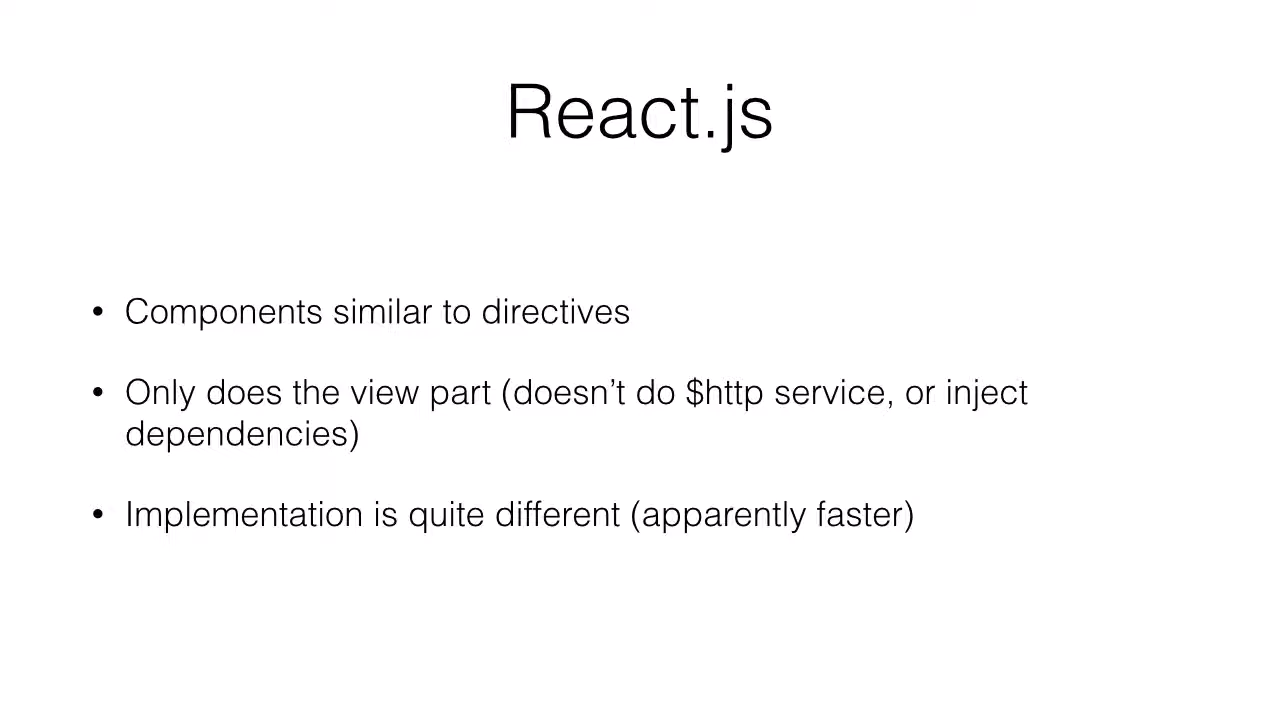 React.js
• Components similar to directives
• Only does the view part (doesn’t do $http service, or inject
dependencies)
• Implementation is quite different (apparently faster)